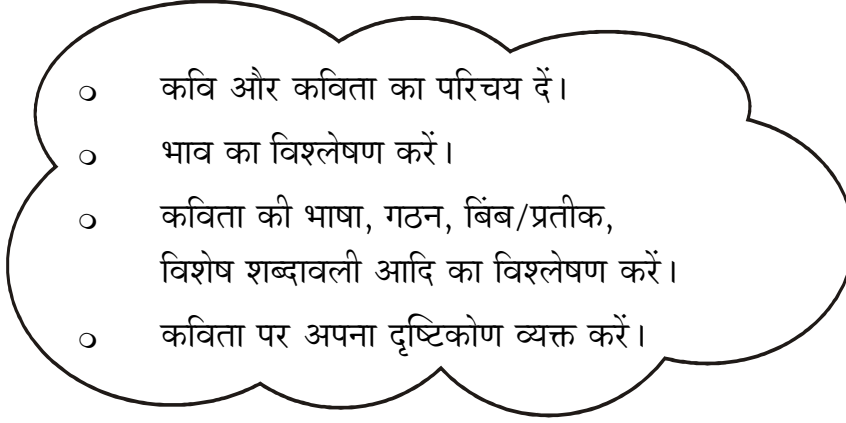 ○ कवि और कविता का परिचय दें।
○ भाव का विश्लेषण करें।
○ कविता की भाषा, गठन, बिंब/प्रतीक,
विशेष शब्दावली आदि का विश्लेषण करें।
○ कविता पर अपना दृष्टिकोण व्यक्त करें।